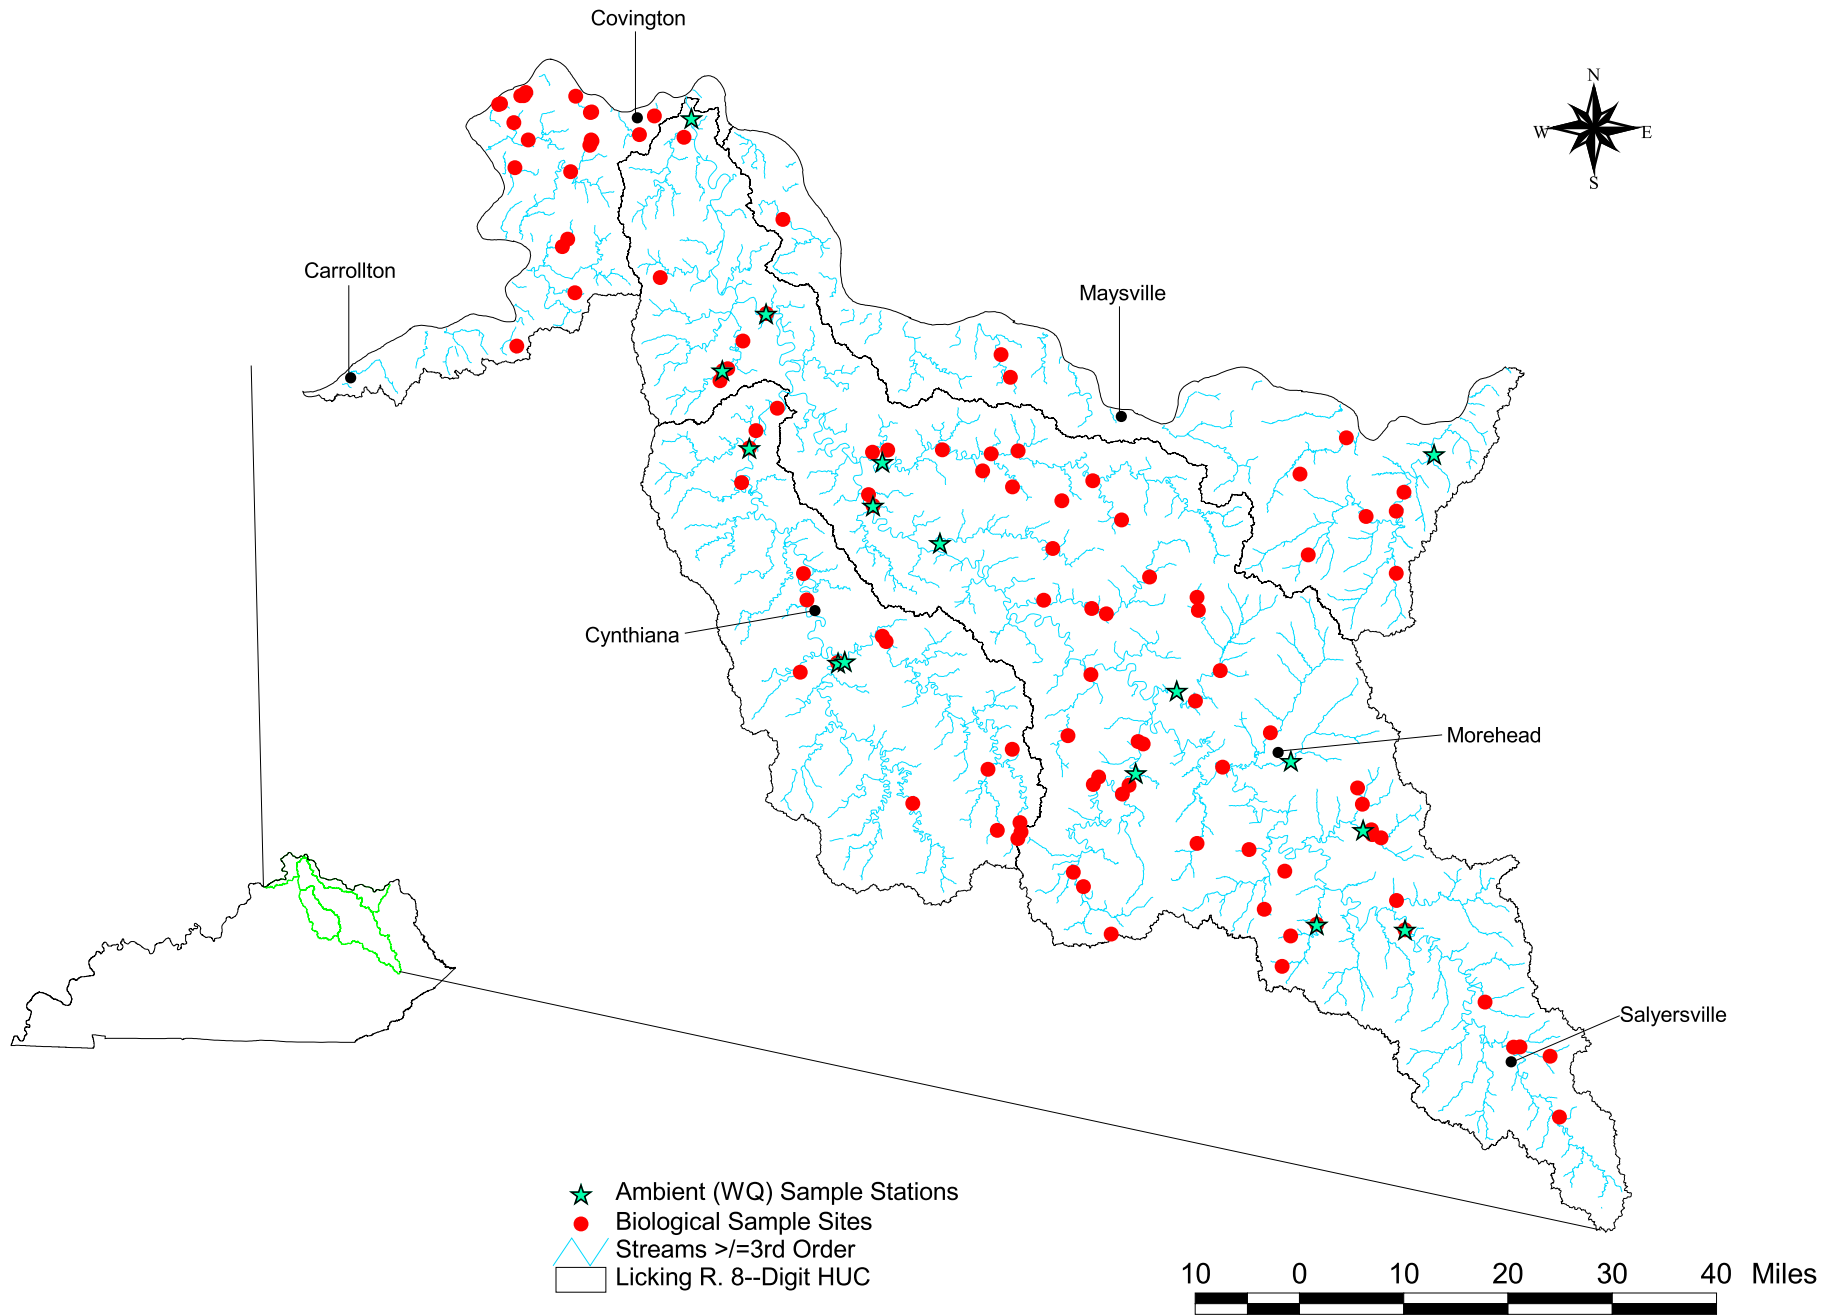 Covington
N
W
E
S
Carrollton
Maysville
Cynthiana
Morehead
Salyersville
Ambient (WQ) Sample Stations
Biological Sample Sites
Streams >/=3rd Order
Licking R. 8--Digit HUC
10 0 10 20 30 40 Miles